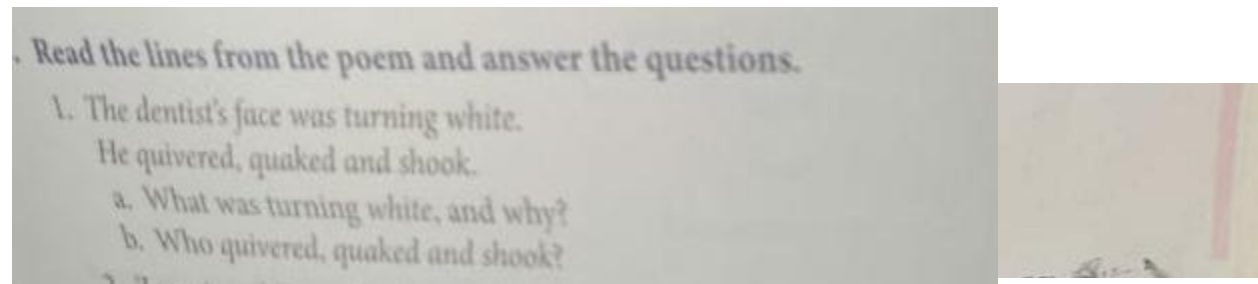 . Read the lines from the poem and answer the questions.
1. The dentist's face was turning white.
He quivered, quaked and shook.
a. What was turning white, and why?
b. Who quivered, quaked and shook?